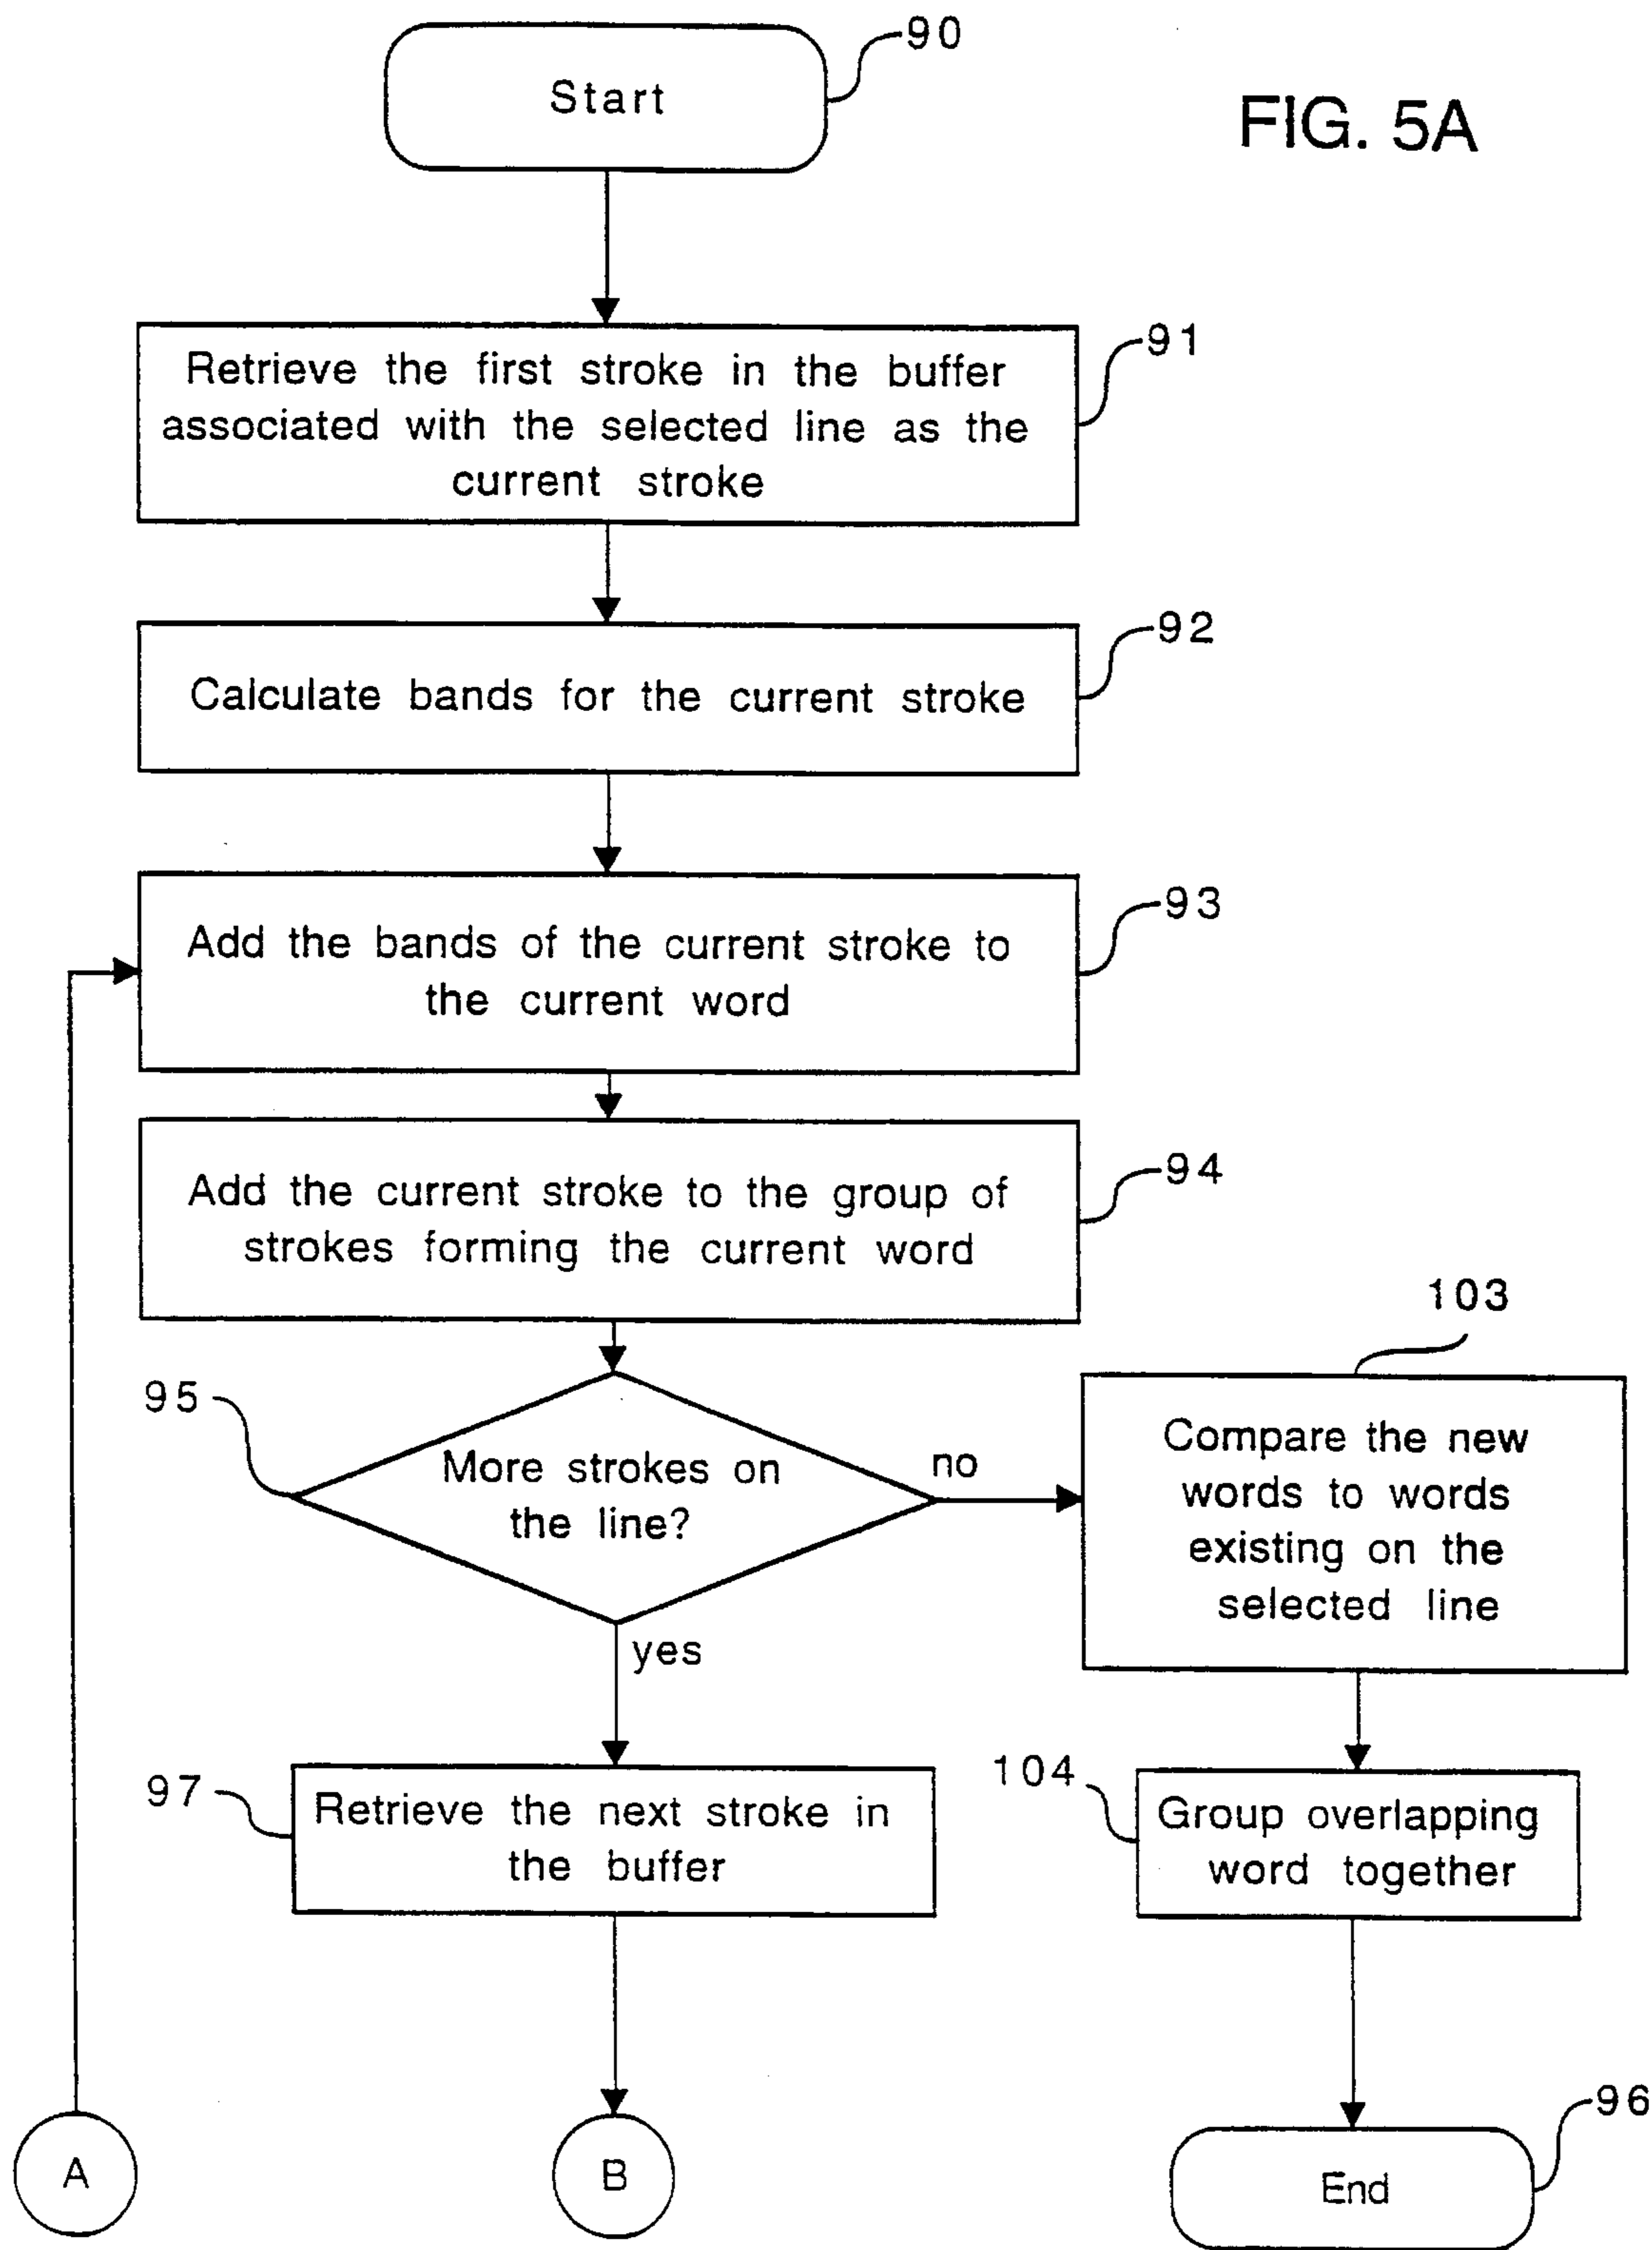 90
Start
FIG. 5A
91
Retrieve the first stroke in the buffer
associated with the selected line as the
current stroke
92
Calculate bands for the current stroke
93
Add the bands of the current stroke to
the current word
94
Add the current stroke to the group of
strokes forming the current word
95
More strokes on
the line?
no
yes
103
Compare the new
words to words
existing on the
selected line
97
Retrieve the next stroke in
the buffer
104
Group overlapping
word together
A
B
96
End